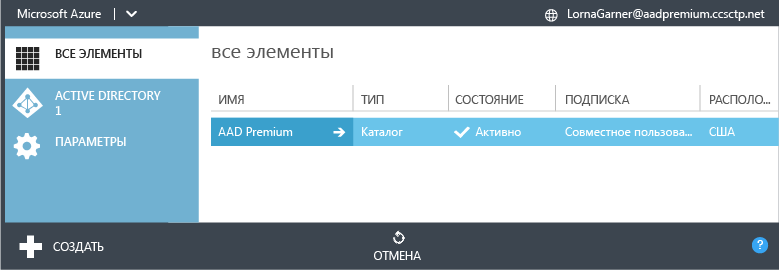 Microsoft Azure
LornaGarner@aadpremium.ccsctp.net
ВСЕ ЭЛЕМЕНТЫ
ACTIVE DIRECTORY
1
ПАРАМЕТРЫ
все элементы
ИМЯ ТИП СОСТОЯНИЕ ПОДПИСКА РАСПОЛО...
AAD Premium Каталог Активно Совместное пользова... США
СОЗДАТЬ
ОТМЕНА
?